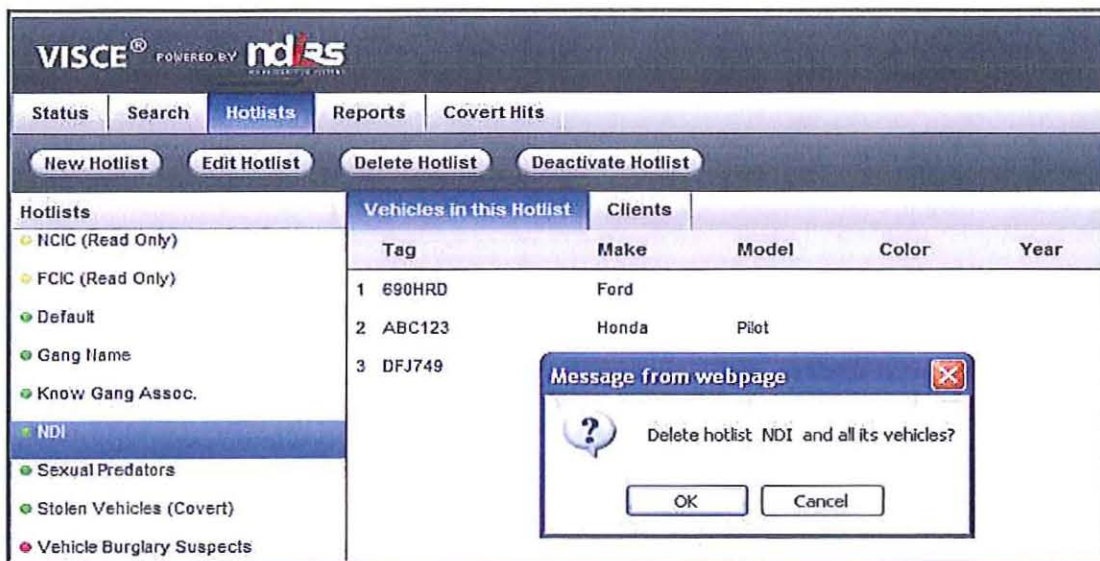 VISCE® POWERED BY ndi-rs
Status Search Hotlists Reports Covert Hits
New Hotlist Edit Hotlist Delete Hotlist Deactivate Hotlist
Hotlists
NCIC (Read Only)
FCIC (Read Only)
Default
Gang Name
Know Gang Assoc.
NDI
Sexual Predators
Stolen Vehicles (Covert)
Vehicle Burglary Suspects
Vehicles in this Hotlist Clients
Tag Make Model Color Year
1 690HRD Ford
2 ABC123 Honda Pilot
3 DFJ749
Message from webpage
Delete hotlist NDI and all its vehicles?
OK Cancel